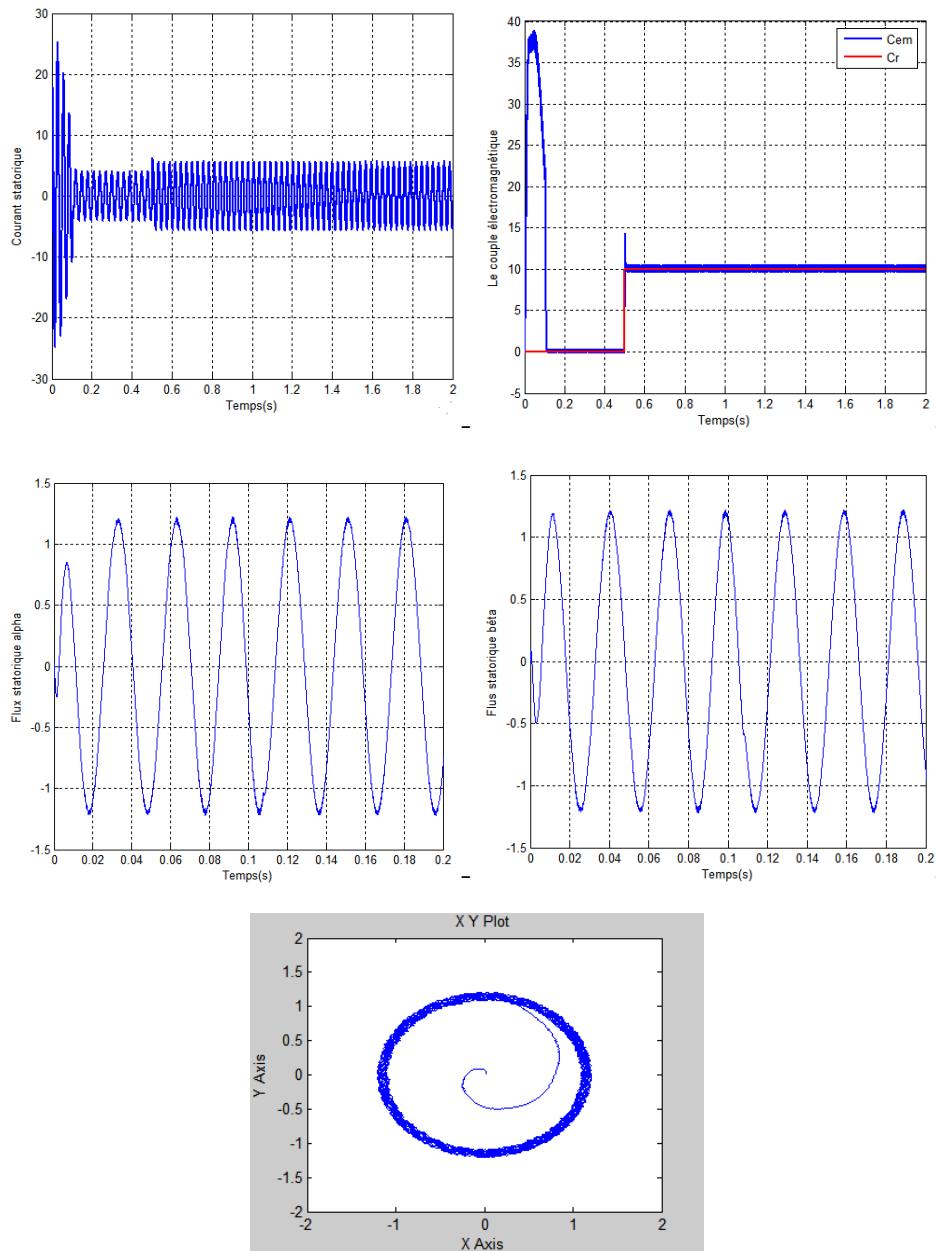 30
20
10
0
-10
-20
-30
Courant statorique
0 0.2 0.4 0.6 0.8 1 1.2 1.4 1.6 1.8 2
Temps(s)
40
35
30
25
20
15
10
5
0
-5
Le couple électromagnétique
Cem
Cr
0 0.2 0.4 0.6 0.8 1 1.2 1.4 1.6 1.8 2
Temps(s)
1.5
1
0.5
0
-0.5
-1
-1.5
Flux statorique alpha
0 0.02 0.04 0.06 0.08 0.1 0.12 0.14 0.16 0.18 0.2
Temps(s)
1.5
1
0.5
0
-0.5
-1
-1.5
Flus statorique béta
0 0.02 0.04 0.06 0.08 0.1 0.12 0.14 0.16 0.18 0.2
Temps(s)
X Y Plot
2
1.5
1
0.5
0
-0.5
-1
-1.5
-2
Y Axis
-2 -1 0 1 2
X Axis